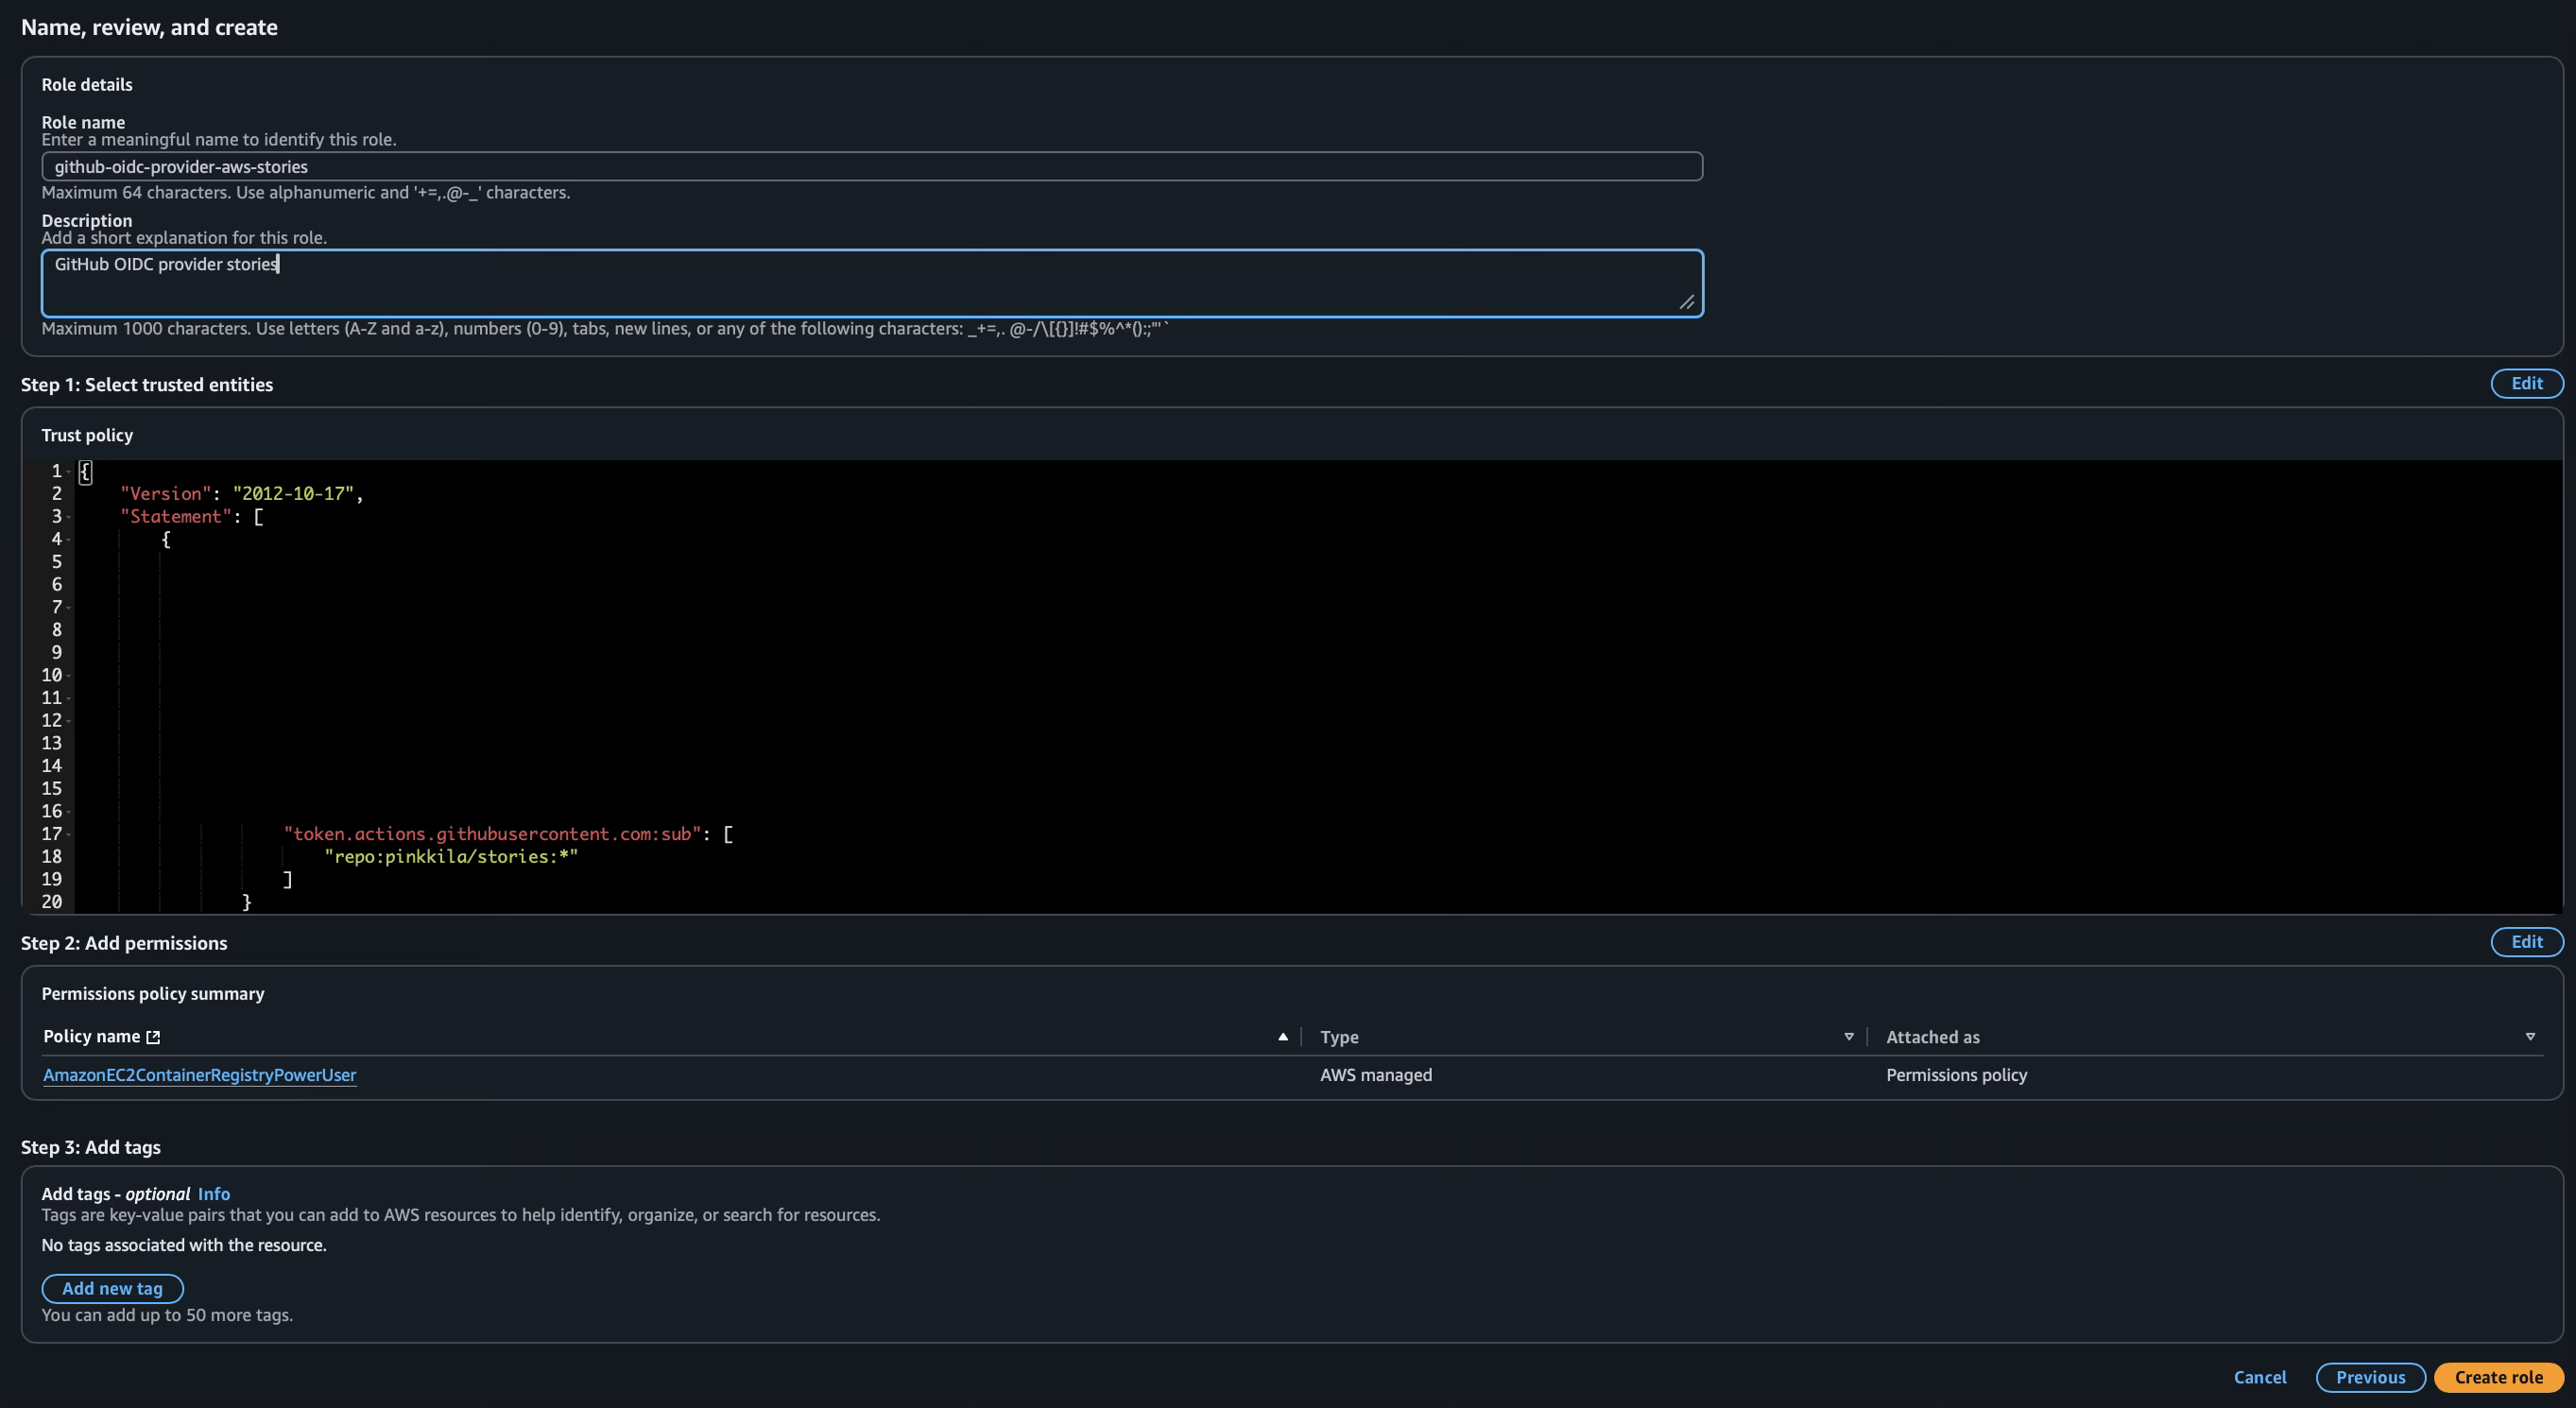 Name, review, and create
Role details
Role name
Enter a meaningful name to identify this role.
github-oidc-provider-aws-stories
Maximum 64 characters. Use alphanumeric and '+=,.@-_' characters.
Description
Add a short explanation for this role.
GitHub OIDC provider stories
Maximum 1000 characters. Use letters (A-Z and a-z), numbers (0-9), tabs, new lines, or any of the following characters: _+=,. @-/\[{}]!#$%^*();:;"'`
Step 1: Select trusted entities
Edit
Trust policy
1 {
2 "Version": "2012-10-17",
3 "Statement": [
4 {
5
6
7
8
9
10
11
12
13
14
15
16
17 "token.actions.githubusercontent.com:sub": [
18 "repo:pinkkila/stories:*"
19 ]
20 }
Step 2: Add permissions
Edit
Permissions policy summary
Policy name Type Attached as
AmazonEC2ContainerRegistryPowerUser AWS managed Permissions policy
Step 3: Add tags
Add tags - optional Info
Tags are key-value pairs that you can add to AWS resources to help identify, organize, or search for resources.
No tags associated with the resource.
Add new tag
You can add up to 50 more tags.
Cancel Previous Create role